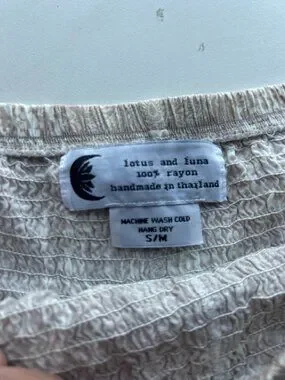 lotus and luna
100% rayon
handmade in thailand
MACHINE WASH COLD
HANG DRY
S/M